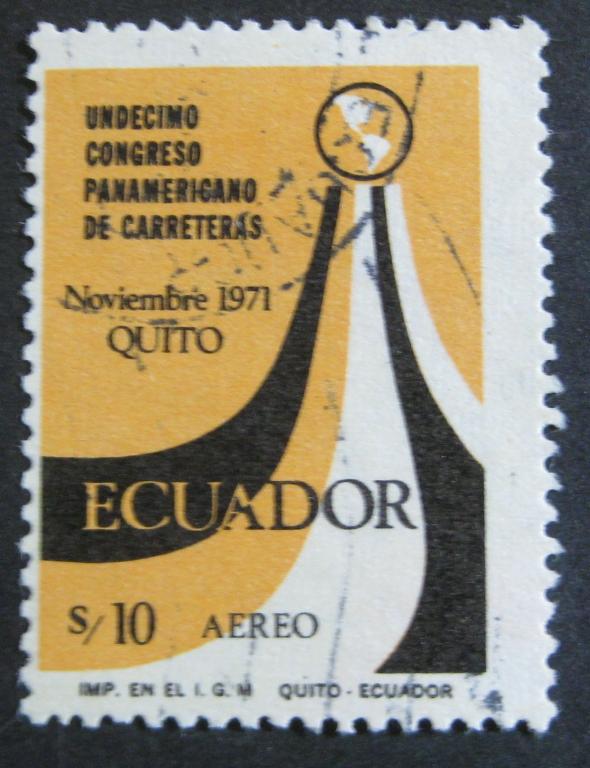 UNDECIMO
CONGRESO
PANAMERICANO
DE CARRETERAS
Noviembre 1971
QUITO
ECUADOR
S/10 AEREO
IMP. EN EL I. G. M QUITO - ECUADOR